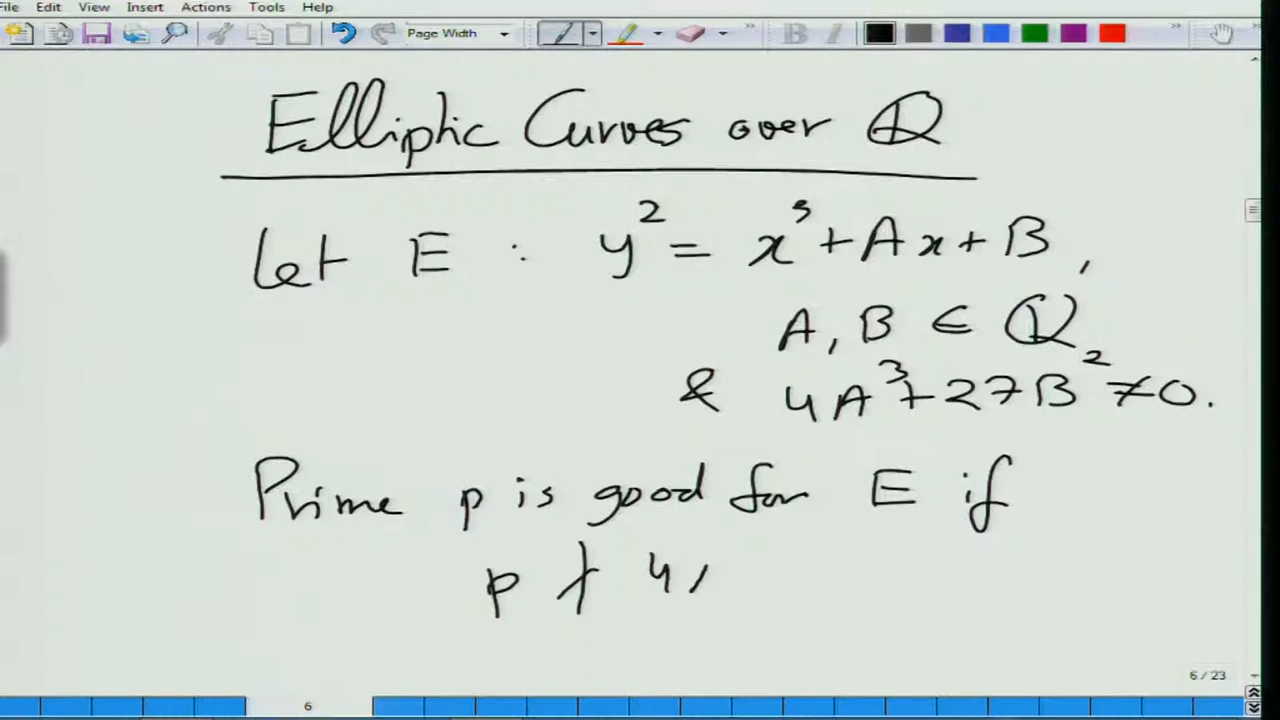 File Edit View Insert Actions Tools Help
Page Width
Elliptic Curves over ℚ
Let E : y² = x³ + Ax + B,
A, B ∈ ℚ
& 4A³ + 27B² ≠ 0.
Prime p is good for E if
p ∤ 4
6 / 23
6